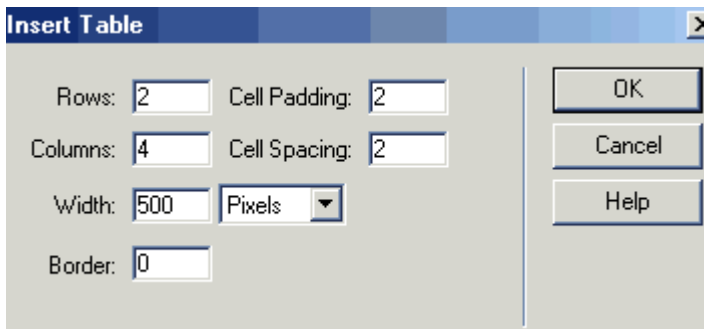 Insert Table
Rows: 2 Cell Padding: 2 OK
Columns: 4 Cell Spacing: 2 Cancel
Width: 500 Pixels Help
Border: 0